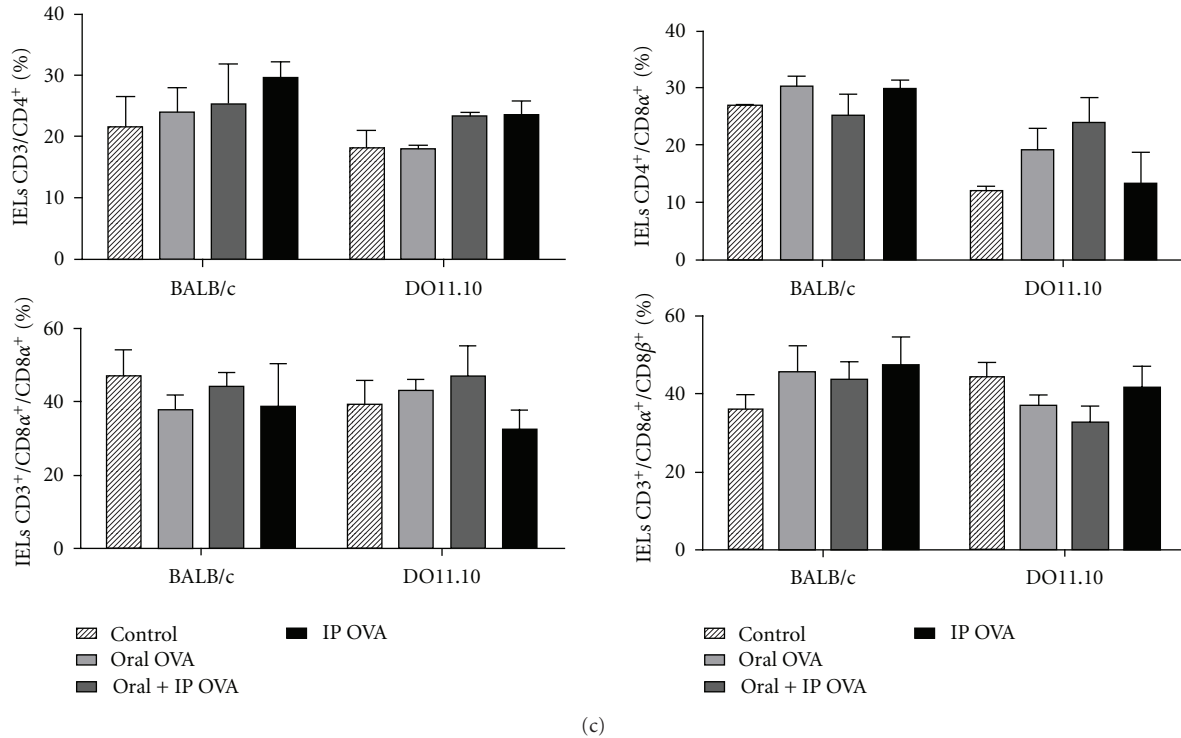 IELs CD3/CD4⁺ (%)
40
30
20
10
0
BALB/c DO11.10
IELs CD4⁺/CD8α⁺ (%)
40
30
20
10
0
BALB/c DO11.10
IELs CD3⁺/CD8α⁺/CD8α⁺ (%)
60
40
20
0
BALB/c DO11.10
IELs CD3⁺/CD8α⁺/CD8β⁺ (%)
60
40
20
0
BALB/c DO11.10
Control IP OVA
Oral OVA
Oral + IP OVA
Control IP OVA
Oral OVA
Oral + IP OVA
(c)